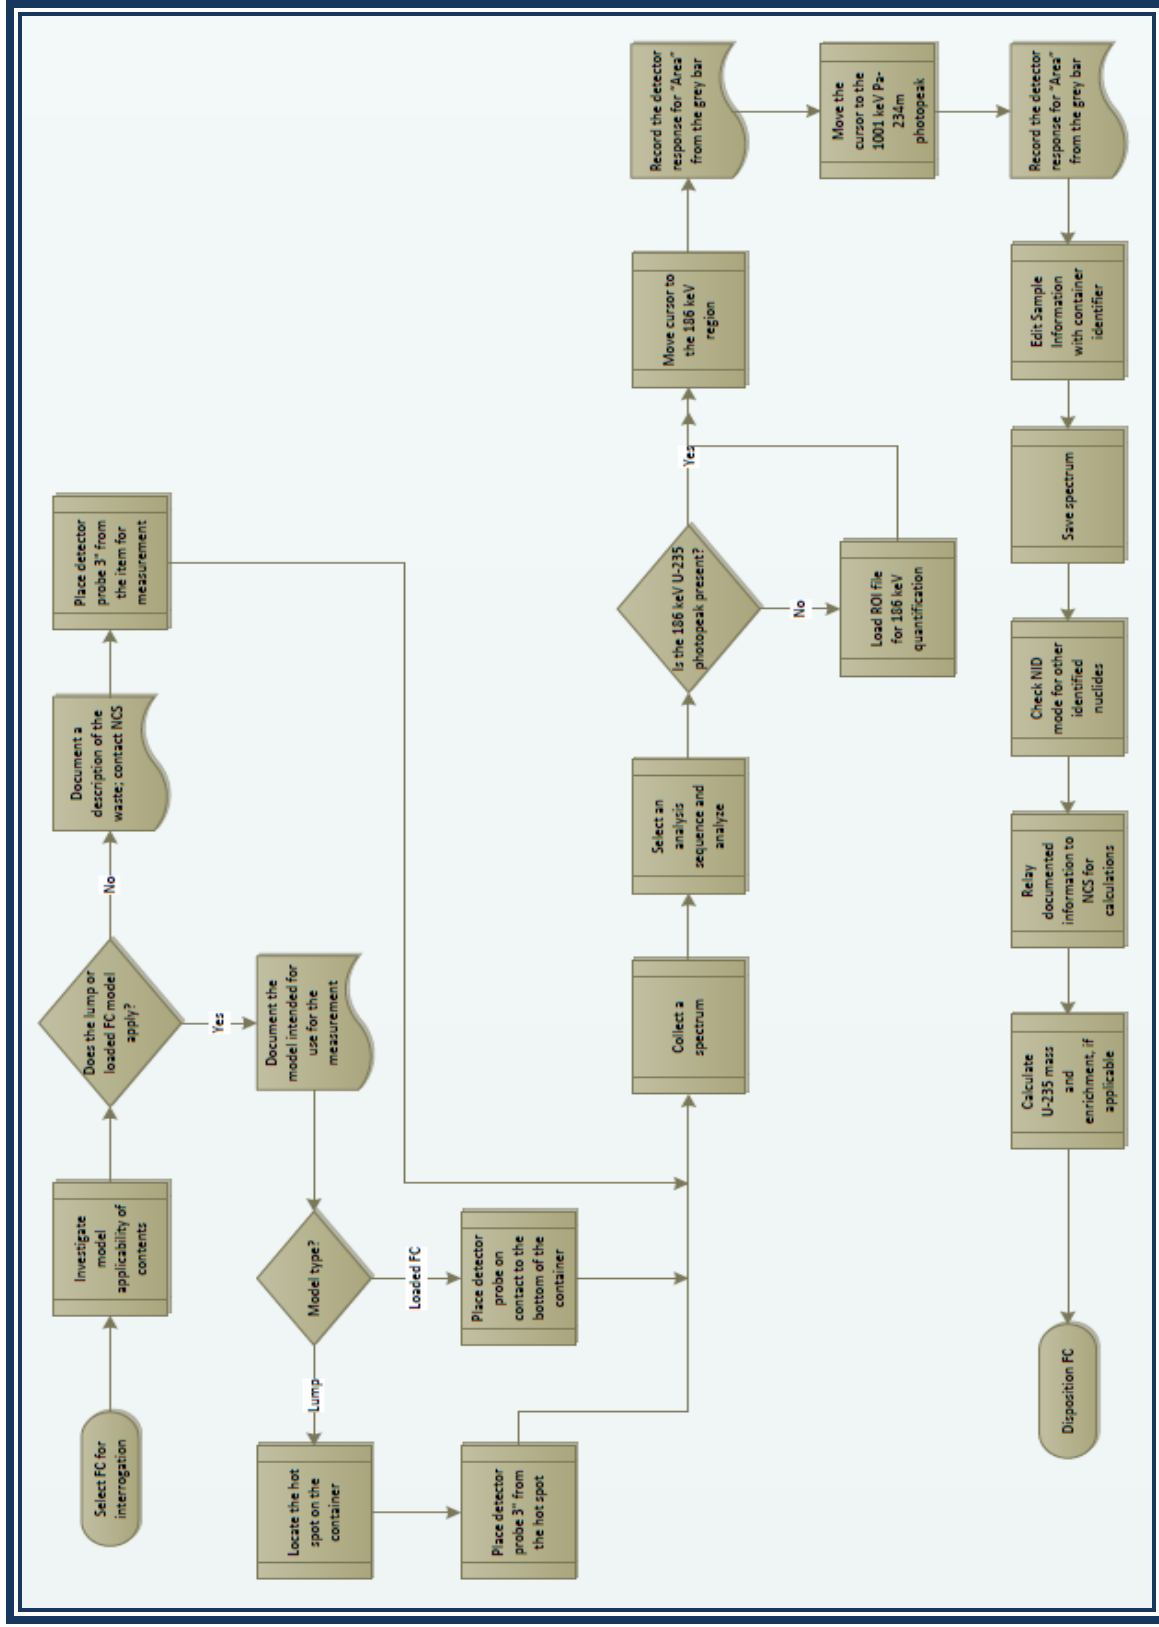 Select FC for
interrogation
Investigate
model
applicability of
contents
Does the lump or
loaded FC model
apply?
No
Document a
description of the
waste; contact NCS
Place detector
probe 3" from
the item for
measurement
Yes
Document the
model intended for
use for the
measurement
Model type?
Lump
Locate the hot
spot on the
container
Place detector
probe 3" from
the hot spot
Loaded FC
Place detector
probe on
contact to the
bottom of the
container
Collect a
spectrum
Select an
analysis
sequence and
analyze
Is the 186 keV U-235
photopeak present?
No
Load ROI file
for 186 keV
quantification
Yes
Move cursor to
the 186 keV
region
Record the detector
response for "Area"
from the grey bar
Move the
cursor to the
1001 keV Pa-
234m
photopeak
Record the detector
response for "Area"
from the grey bar
Edit Sample
Information
with container
identifier
Save spectrum
Check NID
mode for other
identified
nuclides
Relay
documented
information to
NCS for
calculations
Calculate
U-235 mass
and
enrichment, if
applicable
Disposition FC